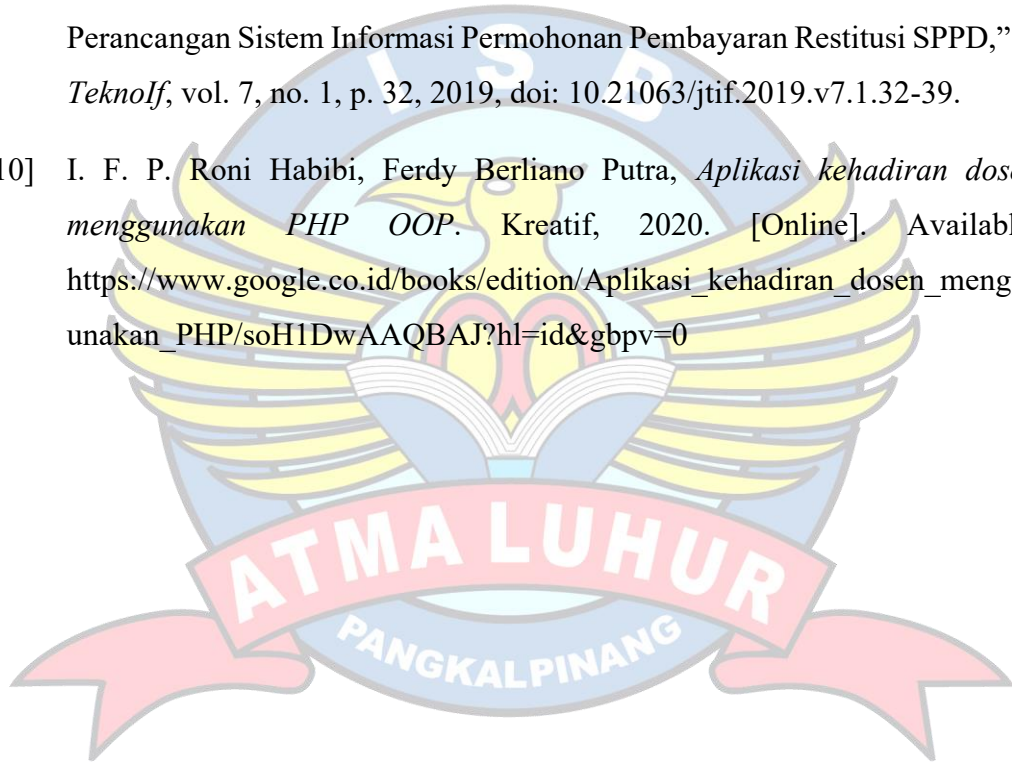 I S B
Perancangan Sistem Informasi Permohonan Pembayaran Restitusi SPPD,”
TeknoIf, vol. 7, no. 1, p. 32, 2019, doi: 10.21063/jtif.2019.v7.1.32-39.
10] I. F. P. Roni Habibi, Ferdy Berliano Putra, Aplikasi kehadiran dose
menggunakan PHP OOP. Kreatif, 2020. [Online]. Availabl
https://www.google.co.id/books/edition/Aplikasi_kehadiran_dosen_meng
unakan_PHP/soH1DwAAQBAJ?hl=id&gbpv=0
ATMA LUHUR
PANGKALPINANG